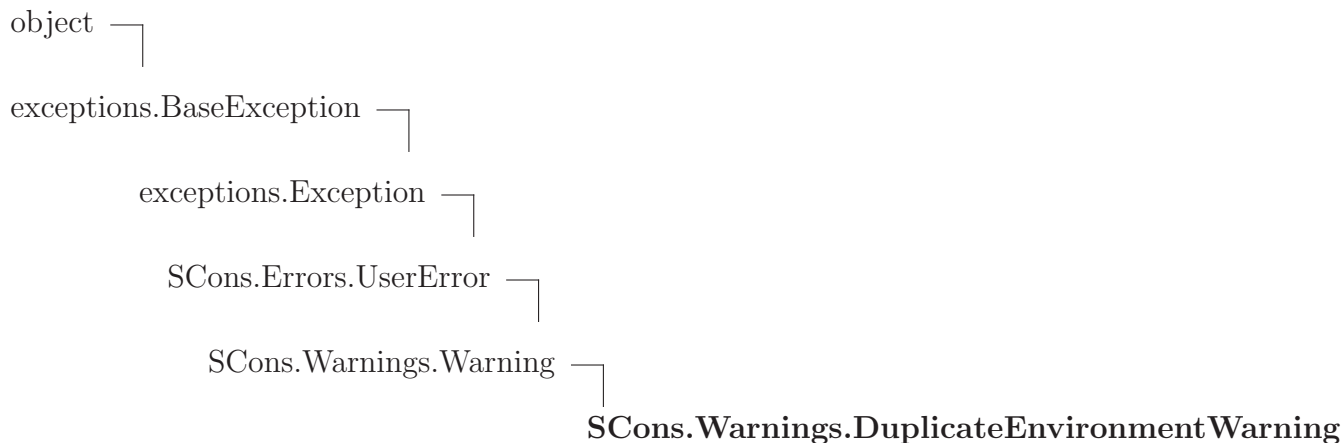 object
exceptions.BaseException
exceptions.Exception
SCons.Errors.UserError
SCons.Warnings.Warning
SCons.Warnings.DuplicateEnvironmentWarning